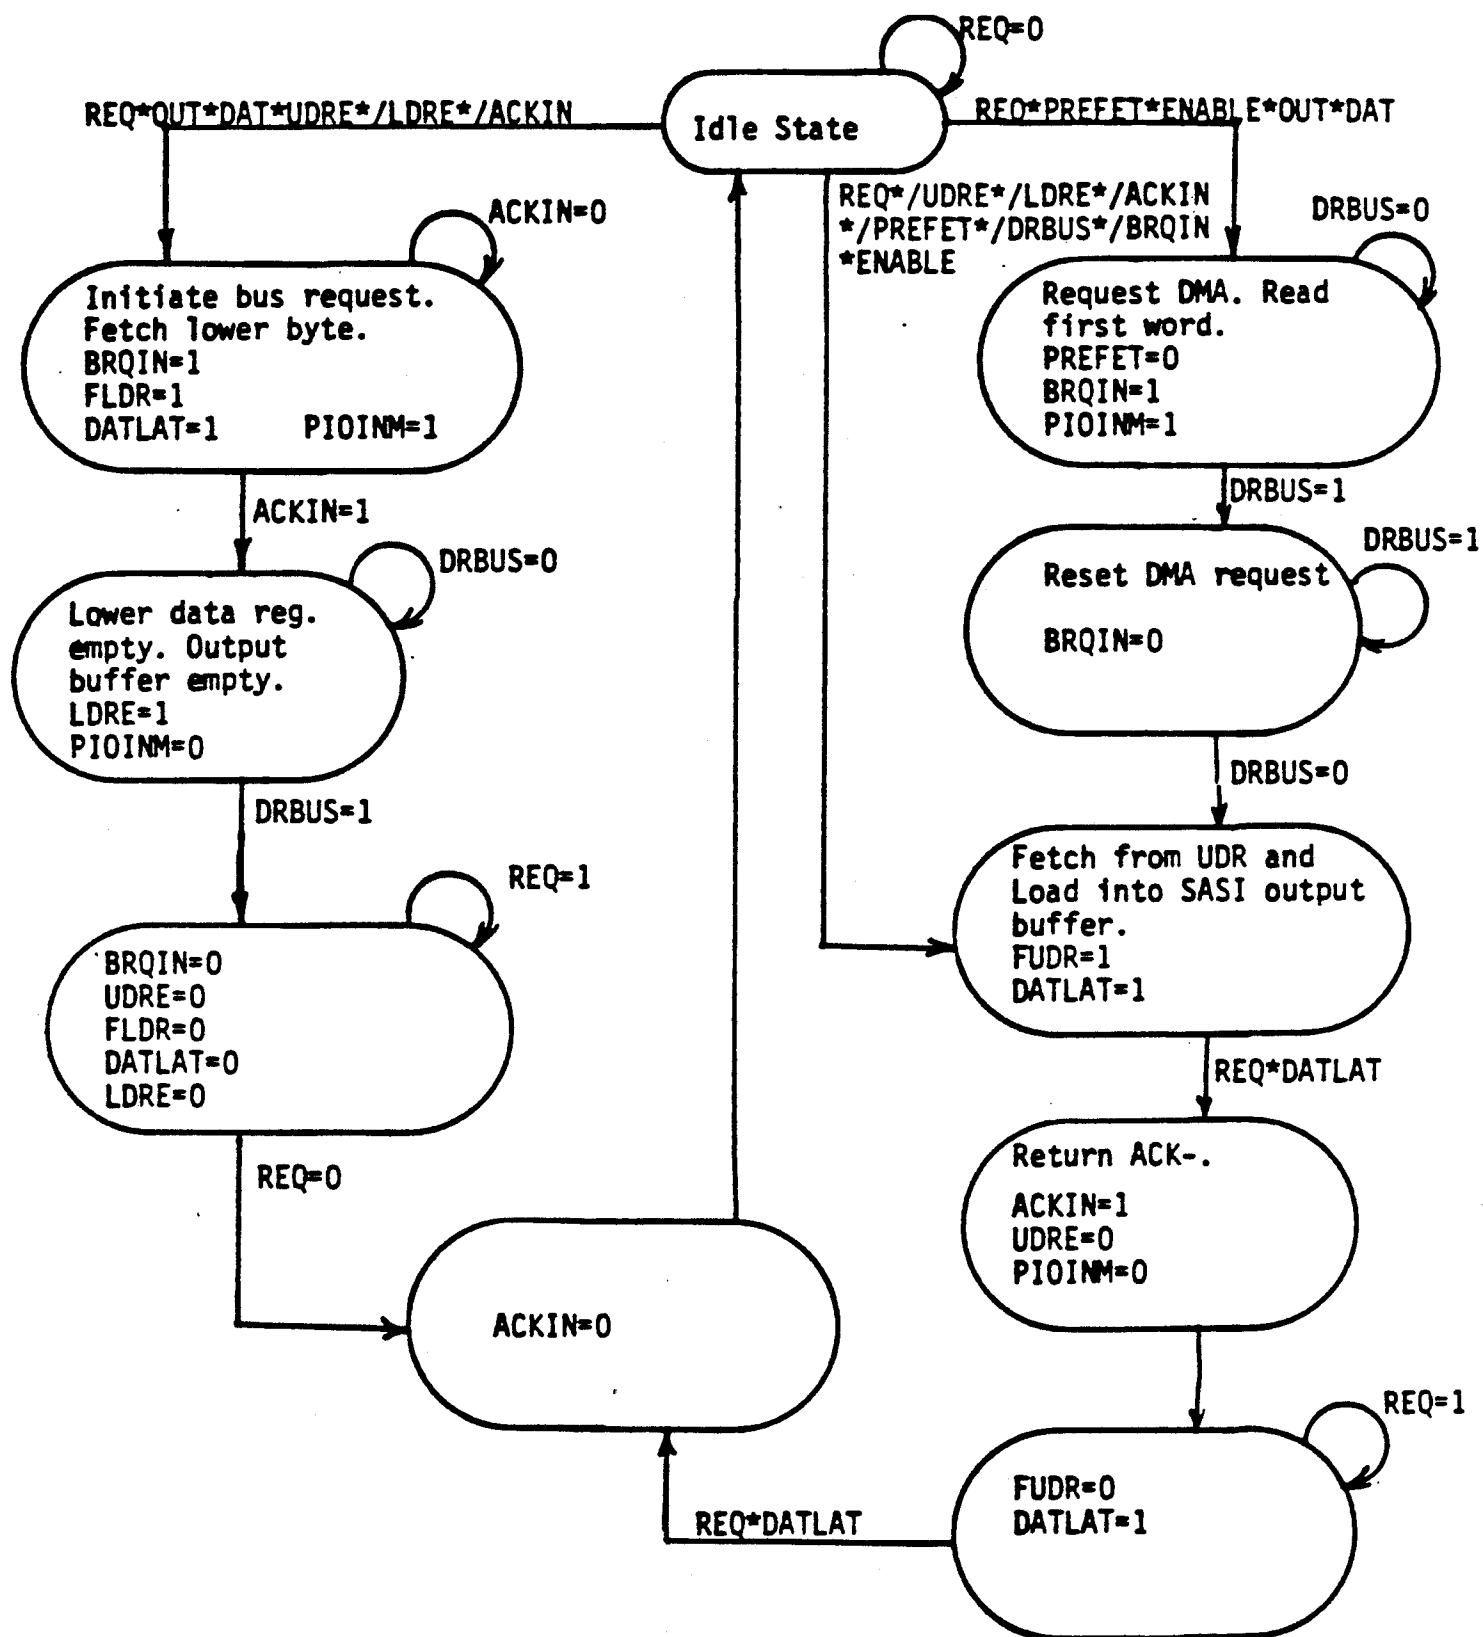 REQ=0
REQ*OUT*DAT*UDRE*/LDRE*/ACKIN
Idle State
REQ*PREFET*ENABLE*OUT*DAT
REQ*/UDRE*/LDRE*/ACKIN
*/PREFET*/DRBUS*/BRQIN
*ENABLE
ACKIN=0
Initiate bus request.
Fetch lower byte.
BRQIN=1
FLDR=1
DATLAT=1 PIOINM=1
ACKIN=1
DRBUS=0
Lower data reg.
empty. Output
buffer empty.
LDRE=1
PIOINM=0
DRBUS=1
REQ=1
BRQIN=0
UDRE=0
FLDR=0
DATLAT=0
LDRE=0
REQ=0
ACKIN=0
DRBUS=0
Request DMA. Read
first word.
PREFET=0
BRQIN=1
PIOINM=1
DRBUS=1
DRBUS=1
Reset DMA request
BRQIN=0
DRBUS=0
Fetch from UDR and
Load into SASI output
buffer.
FUDR=1
DATLAT=1
REQ*DATLAT
Return ACK-.
ACKIN=1
UDRE=0
PIOINM=0
REQ=1
FUDR=0
DATLAT=1
REQ*DATLAT